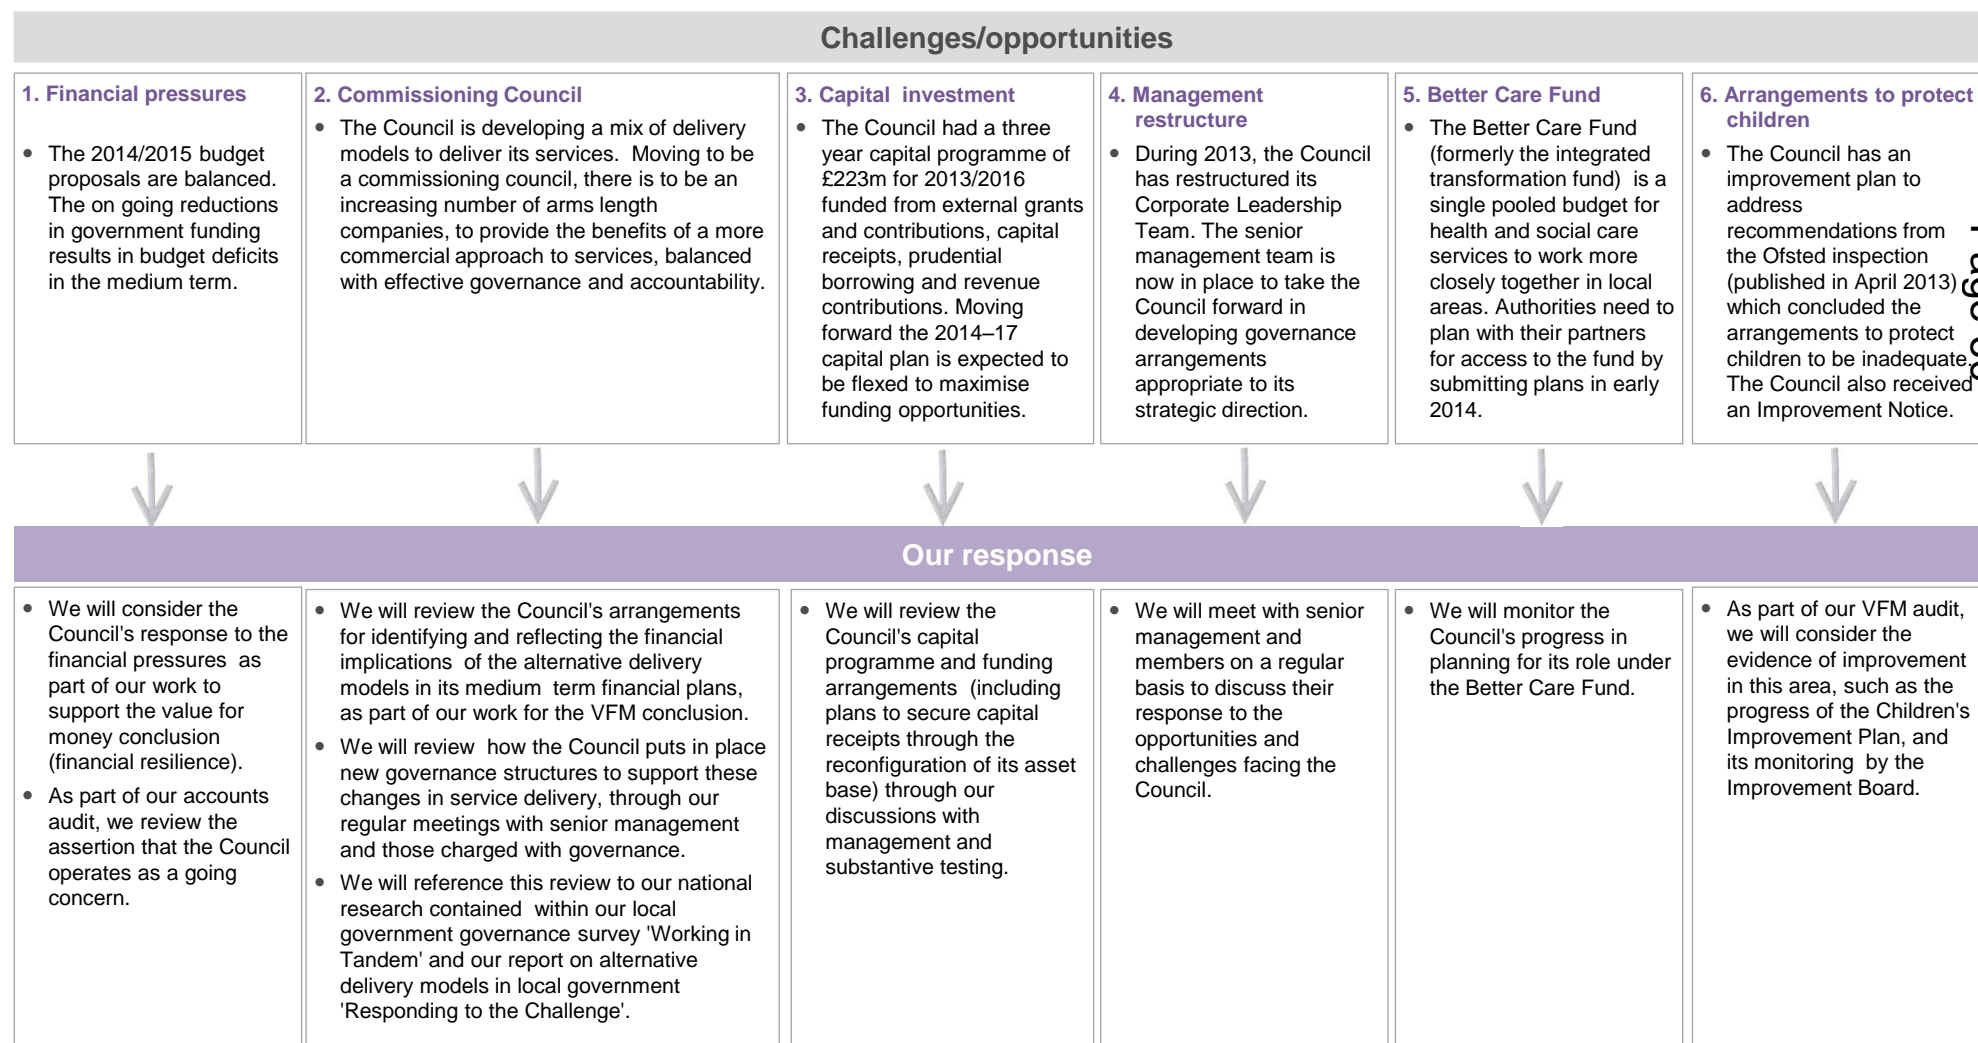 Challenges/opportunities
1. Financial pressures
The 2014/2015 budget
proposals are balanced.
The on going reductions
in government funding
results in budget deficits
in the medium term.
2. Commissioning Council
The Council is developing a mix of delivery
models to deliver its services. Moving to be
a commissioning council, there is to be an
increasing number of arms length
companies, to provide the benefits of a more
commercial approach to services, balanced
with effective governance and accountability.
3. Capital investment
The Council had a three
year capital programme of
£223m for 2013/2016
funded from external grants
and contributions, capital
receipts, prudential
borrowing and revenue
contributions. Moving
forward the 2014–17
capital plan is expected to
be flexed to maximise
funding opportunities.
4. Management
restructure
During 2013, the Council
has restructured its
Corporate Leadership
Team. The senior
management team is
now in place to take the
Council forward in
developing governance
arrangements
appropriate to its
strategic direction.
5. Better Care Fund
The Better Care Fund
(formerly the integrated
transformation fund) is a
single pooled budget for
health and social care
services to work more
closely together in local
areas. Authorities need to
plan with their partners
for access to the fund by
submitting plans in early
2014.
6. Arrangements to protect
children
The Council has an
improvement plan to
address
recommendations from
the Ofsted inspection
(published in April 2013)
which concluded the
arrangements to protect
children to be inadequate.
The Council also received
an Improvement Notice.
Our response
We will consider the
Council's response to the
financial pressures as
part of our work to
support the value for
money conclusion
(financial resilience).
As part of our accounts
audit, we review the
assertion that the Council
operates as a going
concern.
We will review the Council's arrangements
for identifying and reflecting the financial
implications of the alternative delivery
models in its medium term financial plans,
as part of our work for the VFM conclusion.
We will review how the Council puts in place
new governance structures to support these
changes in service delivery, through our
regular meetings with senior management
and those charged with governance.
We will reference this review to our national
research contained within our local
government governance survey 'Working in
Tandem' and our report on alternative
delivery models in local government
'Responding to the Challenge'.
We will review the
Council's capital
programme and funding
arrangements (including
plans to secure capital
receipts through the
reconfiguration of its asset
base) through our
discussions with
management and
substantive testing.
We will meet with senior
management and
members on a regular
basis to discuss their
response to the
opportunities and
challenges facing the
Council.
We will monitor the
Council's progress in
planning for its role under
the Better Care Fund.
As part of our VFM audit,
we will consider the
evidence of improvement
in this area, such as the
progress of the Children's
Improvement Plan, and
its monitoring by the
Improvement Board.